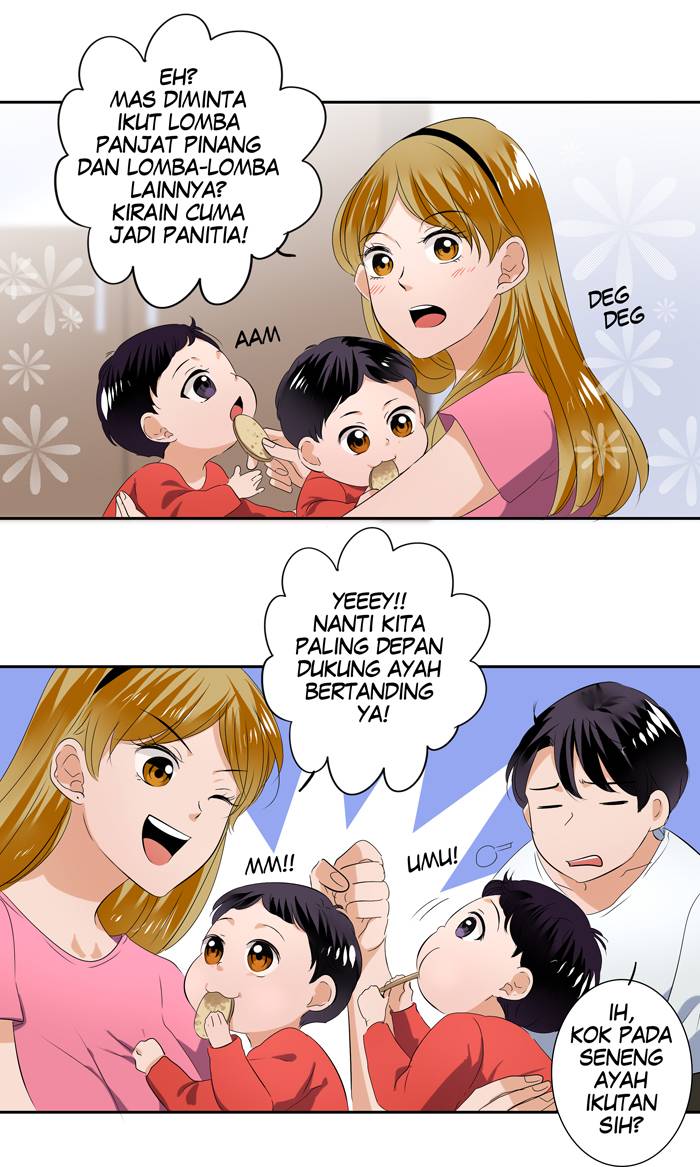 EH?
MAS DIMINTA
IKUT LOMBA
PANJAT PINANG
DAN LOMBA-LOMBA
LAINNYA?
KIRAIN CUMA
JADI PANITIA!
AAM
DEG
DEG
YEEEY!!
NANTI KITA
PALING DEPAN
DUKUNG AYAH
BERTANDING
YA!
MM!!
UMU!
IH,
KOK PADA
SENENG
AYAH
IKUTAN
SIH?